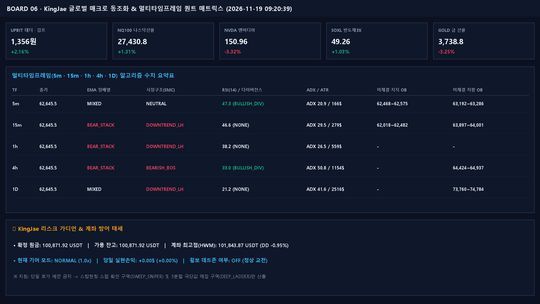 BOARD 06 · KingJae 글로벌 매크로 동조화 & 멀티타임프레임 퀀트 매트릭스 (2026-11-19 09:20:39)
UPBIT 테더 · 김프
1,356원
+2.16%
NQ100 나스닥선물
27,430.8
+1.31%
NVDA 엔비디아
150.96
-3.32%
SOXL 반도체3X
49.26
+1.03%
GOLD 금 선물
3,738.8
-3.25%
멀티타임프레임(5m · 15m · 1h · 4h · 1D) 알고리즘 수치 요약표
TF 종가 EMA 정배열 시장구조(SMC) RSI(14) / 다이버전스 ADX / ATR 미체결 지지 OB 미체결 저항 OB
5m 62,645.5 MIXED NEUTRAL 47.3 (BULLISH_DIV) ADX 20.9 / 166$ 62,468~62,575 63,192~63,286
15m 62,645.5 BEAR_STACK DOWNTREND_LH 46.6 (NONE) ADX 29.5 / 279$ 62,018~62,482 63,897~64,001
1h 62,645.5 BEAR_STACK DOWNTREND_LH 38.2 (NONE) ADX 26.5 / 559$ - -
4h 62,645.5 BEAR_STACK BEARISH_BOS 33.0 (BULLISH_DIV) ADX 50.8 / 1154$ - 64,424~64,937
1D 62,645.5 MIXED DOWNTREND_LH 21.2 (NONE) ADX 41.6 / 2516$ - 73,760~74,784
KingJae 리스크 가디언 & 계좌 방어 태세
• 확정 원금: 100,871.92 USDT | 가용 잔고: 100,871.92 USDT | 계좌 최고점(HWM): 101,843.87 USDT (DD -0.95%)
• 현재 기어 모드: NORMAL (1.0x) | 당일 실현손익: +0.00$ (+0.00%) | 월포 데드존 여부: OFF (정상 교전)